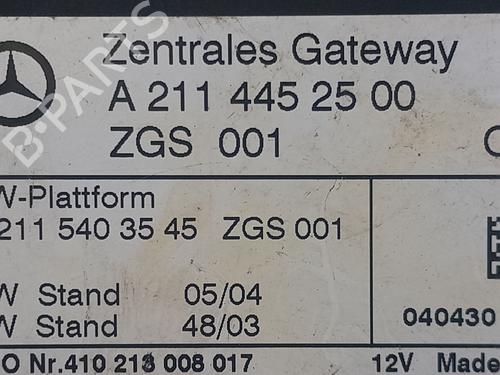 Zentrales Gateway
A 211 445 25 00
ZGS 001
W-Plattform
211 540 35 45 ZGS 001
W Stand 05/04
W Stand 48/03
040430
O Nr.410 213 008 017 12V Made
B-PARTS